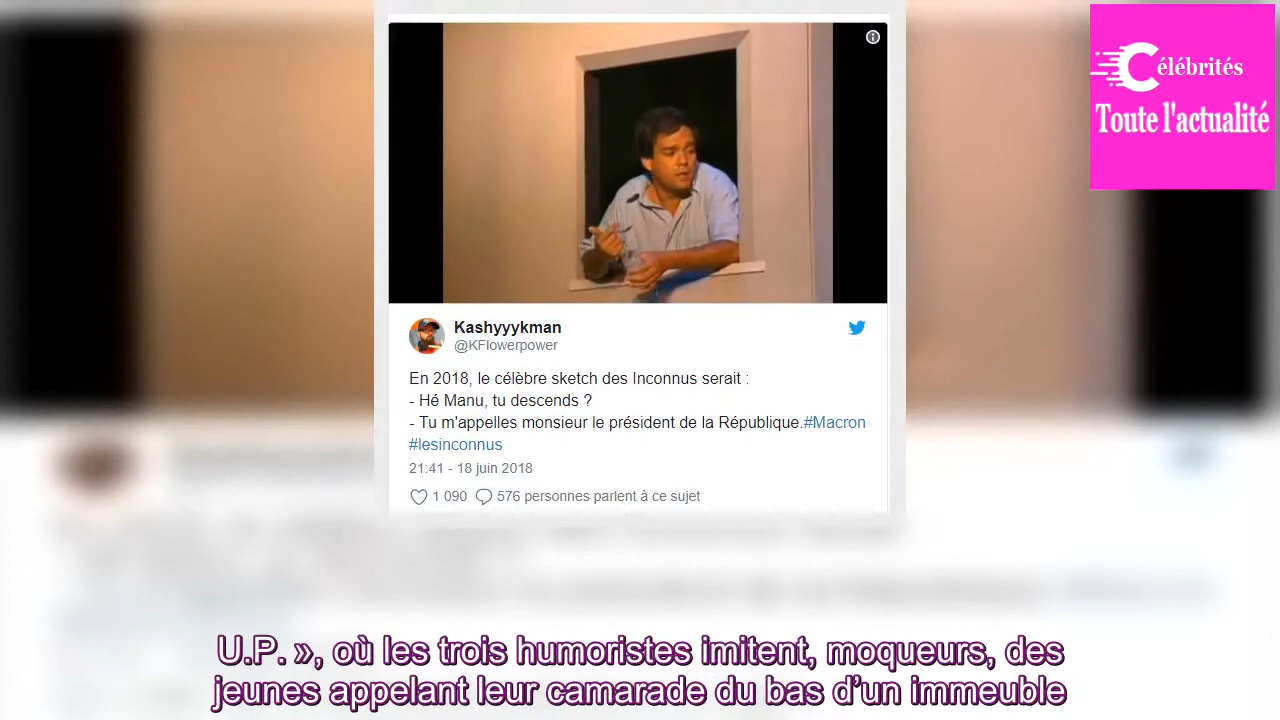 Célébrités
Toute l'actualité
Kashyyykman
@KFlowerpower
En 2018, le célèbre sketch des Inconnus serait :
- Hé Manu, tu descends ?
- Tu m'appelles monsieur le président de la République.#Macron
#lesinconnus
21:41 - 18 juin 2018
1 090 576 personnes parlent à ce sujet
U.P. », où les trois humoristes imitent, moqueurs, des
jeunes appelant leur camarade du bas d’un immeuble